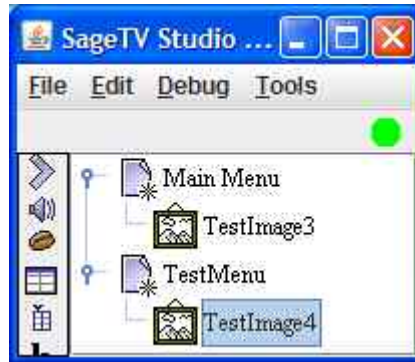 SageTV Studio ...
File Edit Debug Tools
Main Menu
TestImage3
TestMenu
TestImage4